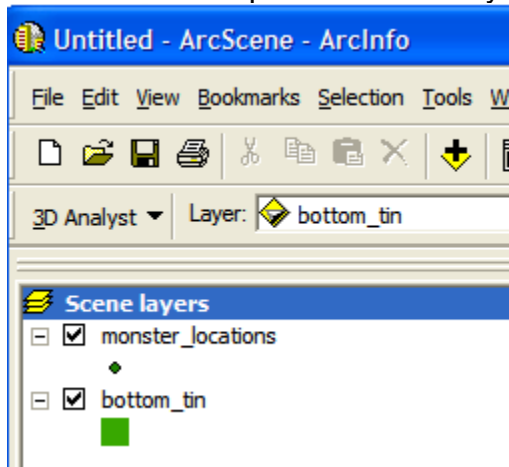 Untitled - ArcScene - ArcInfo
File Edit View Bookmarks Selection Tools
3D Analyst Layer: bottom_tin
Scene layers
monster_locations
bottom_tin